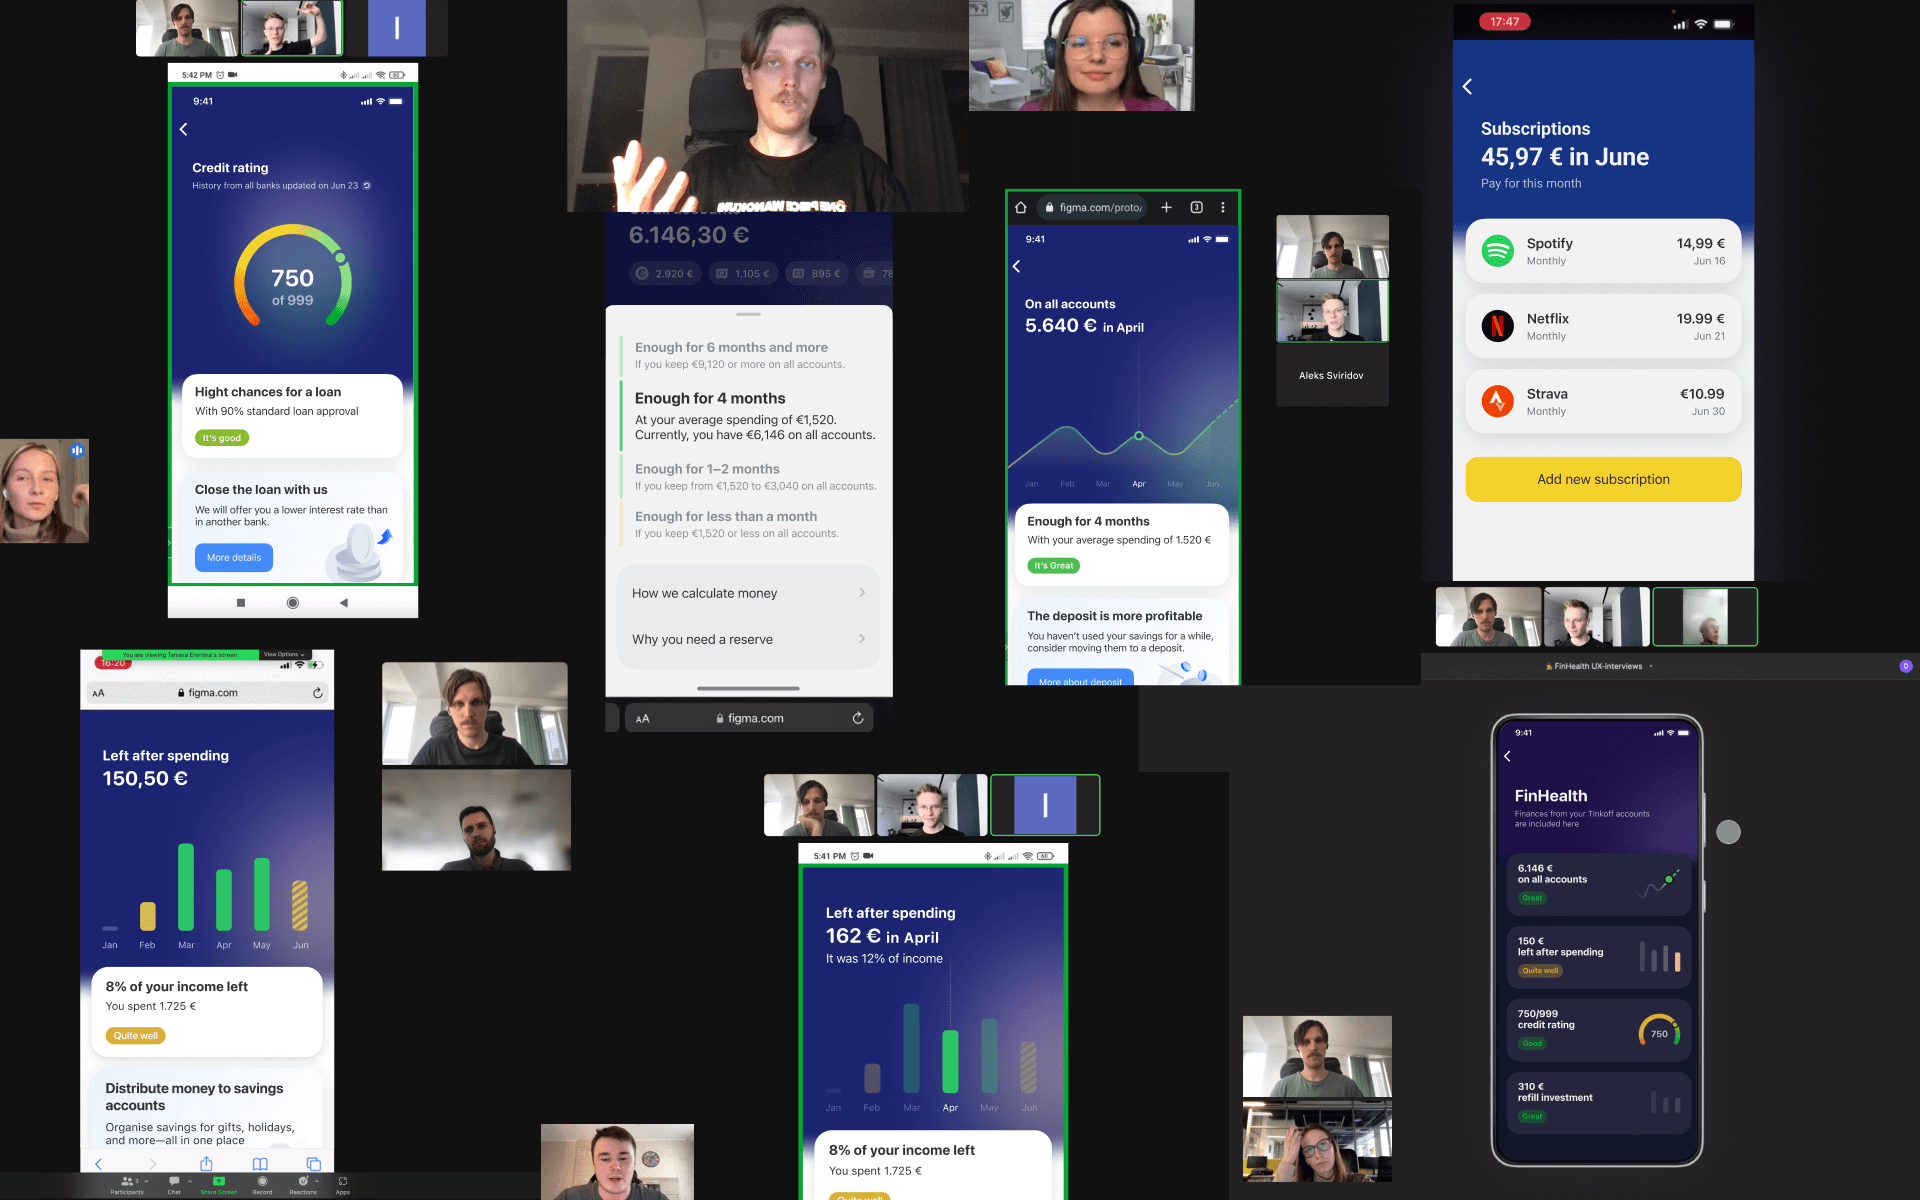 5:42 PM
60
9:41
Credit rating
History from all banks updated on Jun 23
750
of 999
Hight chances for a loan
With 90% standard loan approval
It's good
Close the loan with us
We will offer you a lower interest rate than
in another bank.
More details
I
6.146,30 €
2.920 €
1.105 €
895 €
78
Enough for 6 months and more
If you keep €9,120 or more on all accounts.
Enough for 4 months
At your average spending of €1,520.
Currently, you have €6,146 on all accounts.
Enough for 1–2 months
If you keep from €1,520 to €3,040 on all accounts.
Enough for less than a month
If you keep €1,520 or less on all accounts.
How we calculate money
Why you need a reserve
AA
figma.com
figma.com/proto/
3
9:41
On all accounts
5.640 € in April
Jan
Feb
Mar
Apr
May
Jun
Enough for 4 months
With your average spending of 1.520 €
It's Great
The deposit is more profitable
You haven't used your savings for a while,
consider moving them to a deposit.
More about deposit
Aleks Sviridov
17:47
Subscriptions
45,97 € in June
Pay for this month
Spotify
14,99 €
Monthly
Jun 16
Netflix
19.99 €
Monthly
Jun 21
Strava
€10.99
Monthly
Jun 30
Add new subscription
You are viewing Tamara Eremina's screen
View Options
16:20
AA
figma.com
Left after spending
150,50 €
Jan
Feb
Mar
Apr
May
Jun
8% of your income left
You spent 1.725 €
Quite well
Distribute money to savings
accounts
Organise savings for gifts, holidays,
and more—all in one place
Participants
3
Chat
Share Screen
Record
Reactions
Apps
I
5:41 PM
60
Left after spending
162 € in April
It was 12% of income
Jan
Feb
Mar
Apr
May
Jun
8% of your income left
You spent 1.725 €
Quite well
FinHealth UX-interviews
0
9:41
FinHealth
Finances from your Tinkoff accounts
are included here
6.146 €
on all accounts
Great
150 €
left after spending
Quite well
750/999
credit rating
Good
750
310 €
refill investment
Great